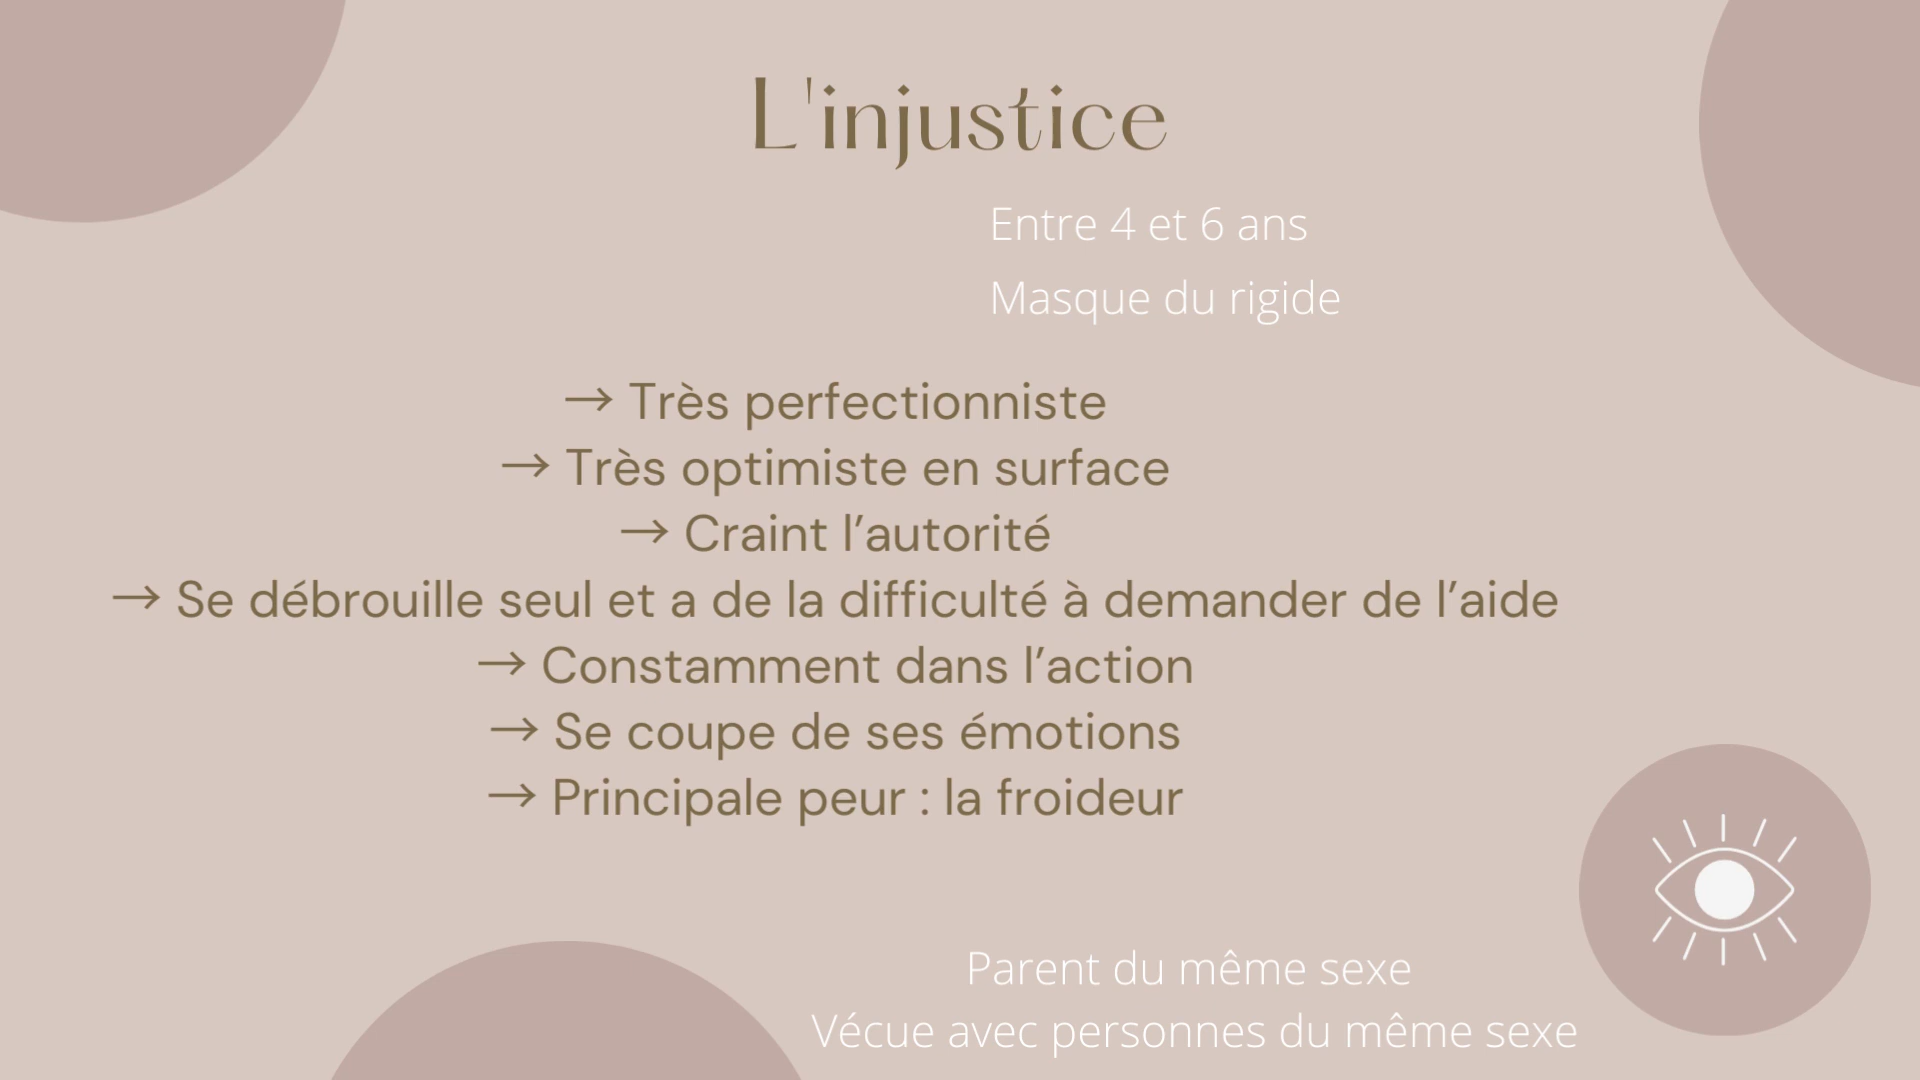 L'injustice
Entre 4 et 6 ans
Masque du rigide
→ Très perfectionniste
→ Très optimiste en surface
→ Craint l’autorité
→ Se débrouille seul et a de la difficulté à demander de l’aide
→ Constamment dans l’action
→ Se coupe de ses émotions
→ Principale peur : la froideur
Parent du même sexe
Vécue avec personnes du même sexe